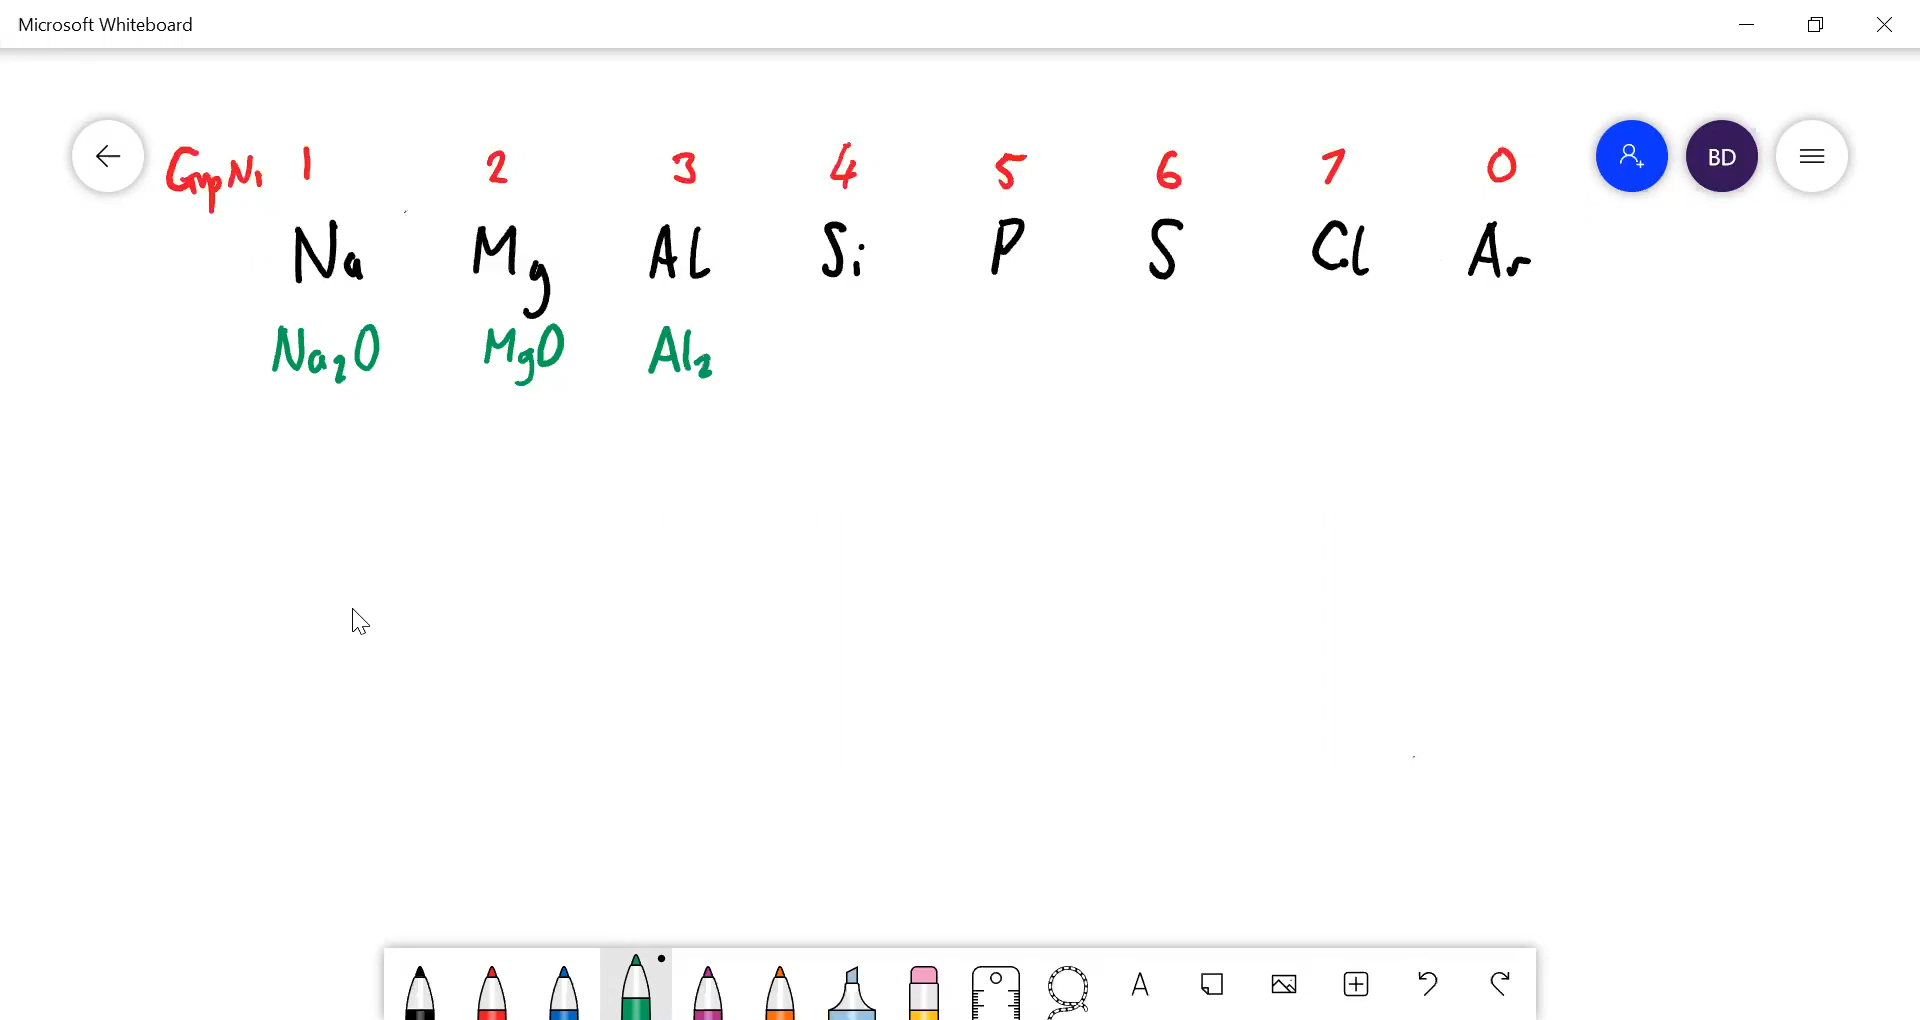 Microsoft Whiteboard
Grp No 1 2 3 4 5 6 7 0
BD
Na Mg Al Si P S Cl Ar
Na₂O MgO Al₂
A